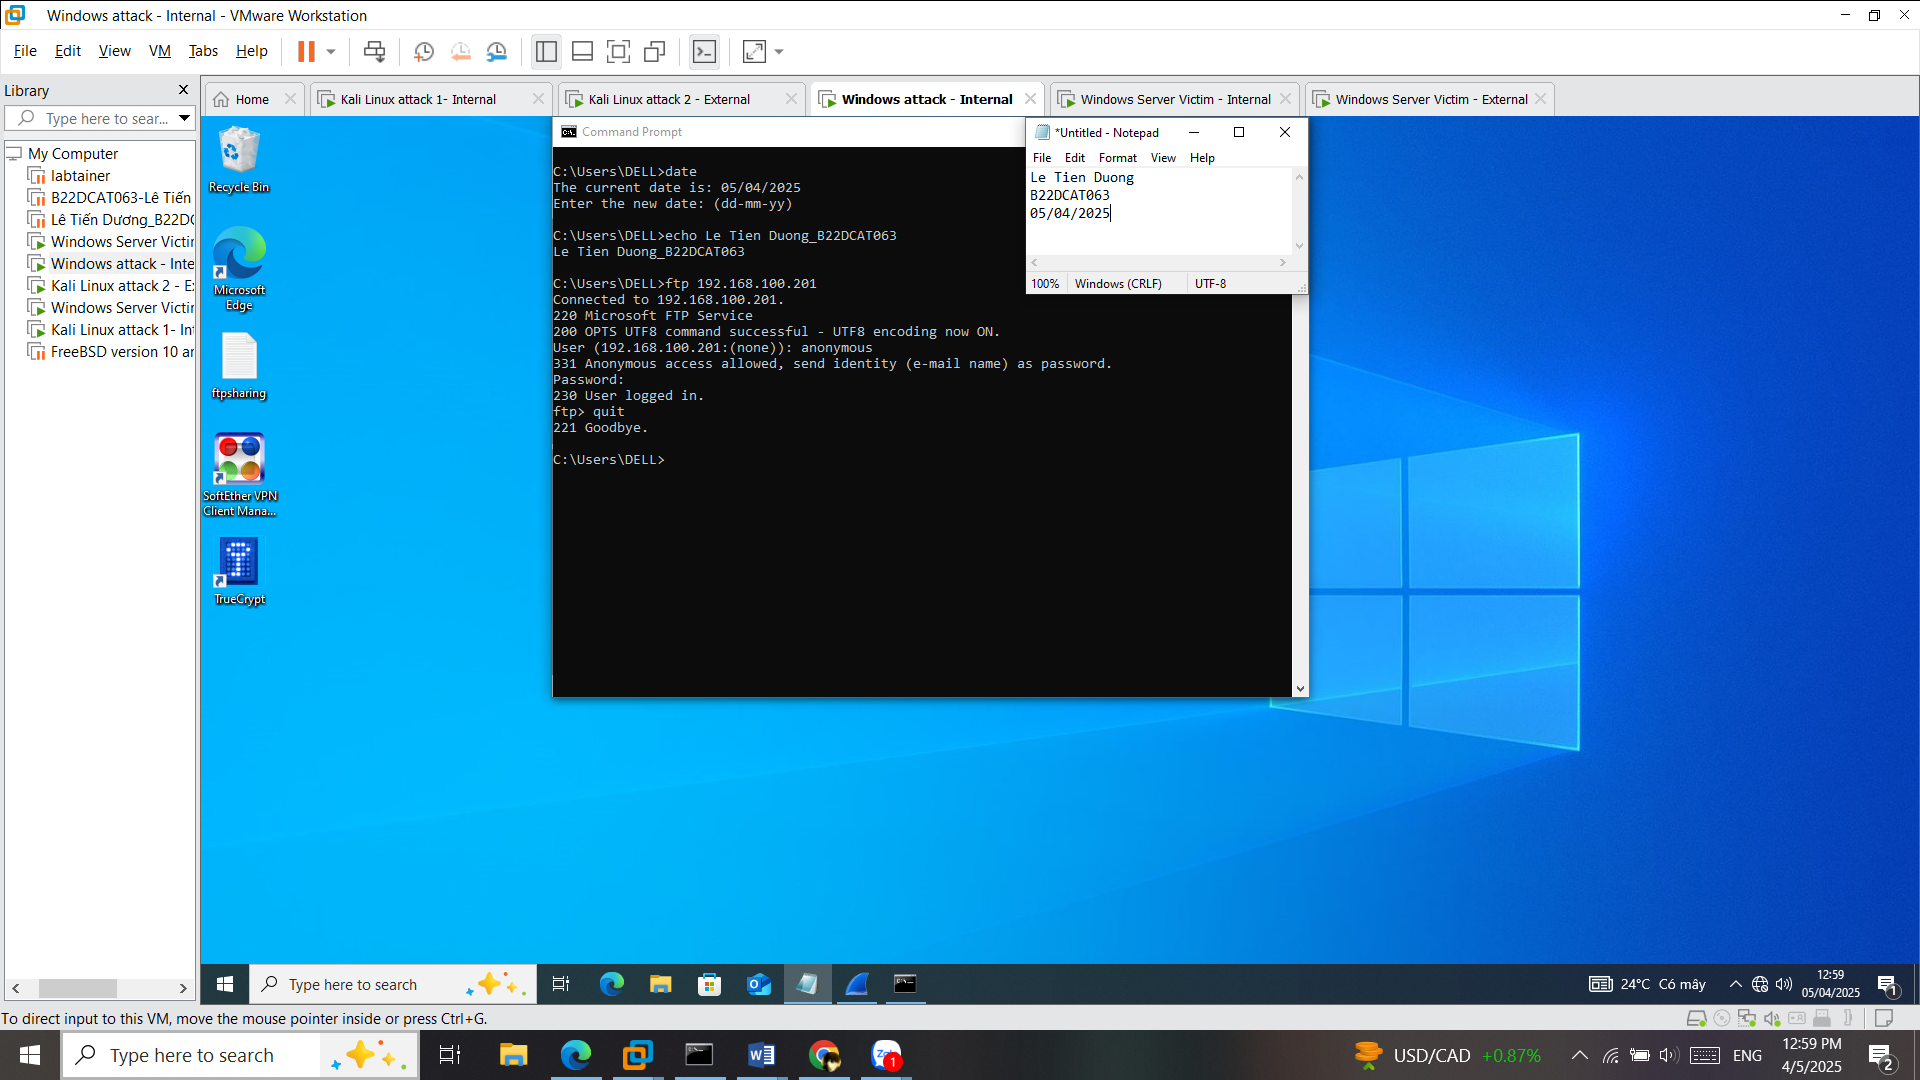 Windows attack - Internal - VMware Workstation
File Edit View VM Tabs Help
Library
Type here to sear...
My Computer
labtainer
B22DCAT063-Lê Tiến
Lê Tiến Dương_B22DC
Windows Server Victir
Windows attack - Inte
Kali Linux attack 2 - E
Windows Server Victir
Kali Linux attack 1- In
FreeBSD version 10 ar
Home
Kali Linux attack 1- Internal
Kali Linux attack 2 - External
Windows attack - Internal
Windows Server Victim - Internal
Windows Server Victim - External
Recycle Bin
Microsoft
Edge
ftpsharing
SoftEther VPN
Client Mana...
TrueCrypt
Command Prompt
C:\Users\DELL>date
The current date is: 05/04/2025
Enter the new date: (dd-mm-yy)
C:\Users\DELL>echo Le Tien Duong_B22DCAT063
Le Tien Duong_B22DCAT063
C:\Users\DELL>ftp 192.168.100.201
Connected to 192.168.100.201.
220 Microsoft FTP Service
200 OPTS UTF8 command successful - UTF8 encoding now ON.
User (192.168.100.201:(none)): anonymous
331 Anonymous access allowed, send identity (e-mail name) as password.
Password:
230 User logged in.
ftp> quit
221 Goodbye.
C:\Users\DELL>
*Untitled - Notepad
File Edit Format View Help
Le Tien Duong
B22DCAT063
05/04/2025
100% Windows (CRLF) UTF-8
Type here to search
24°C Có mây
12:59
05/04/2025
1
To direct input to this VM, move the mouse pointer inside or press Ctrl+G.
Type here to search
USD/CAD +0.87%
ENG
12:59 PM
4/5/2025
2